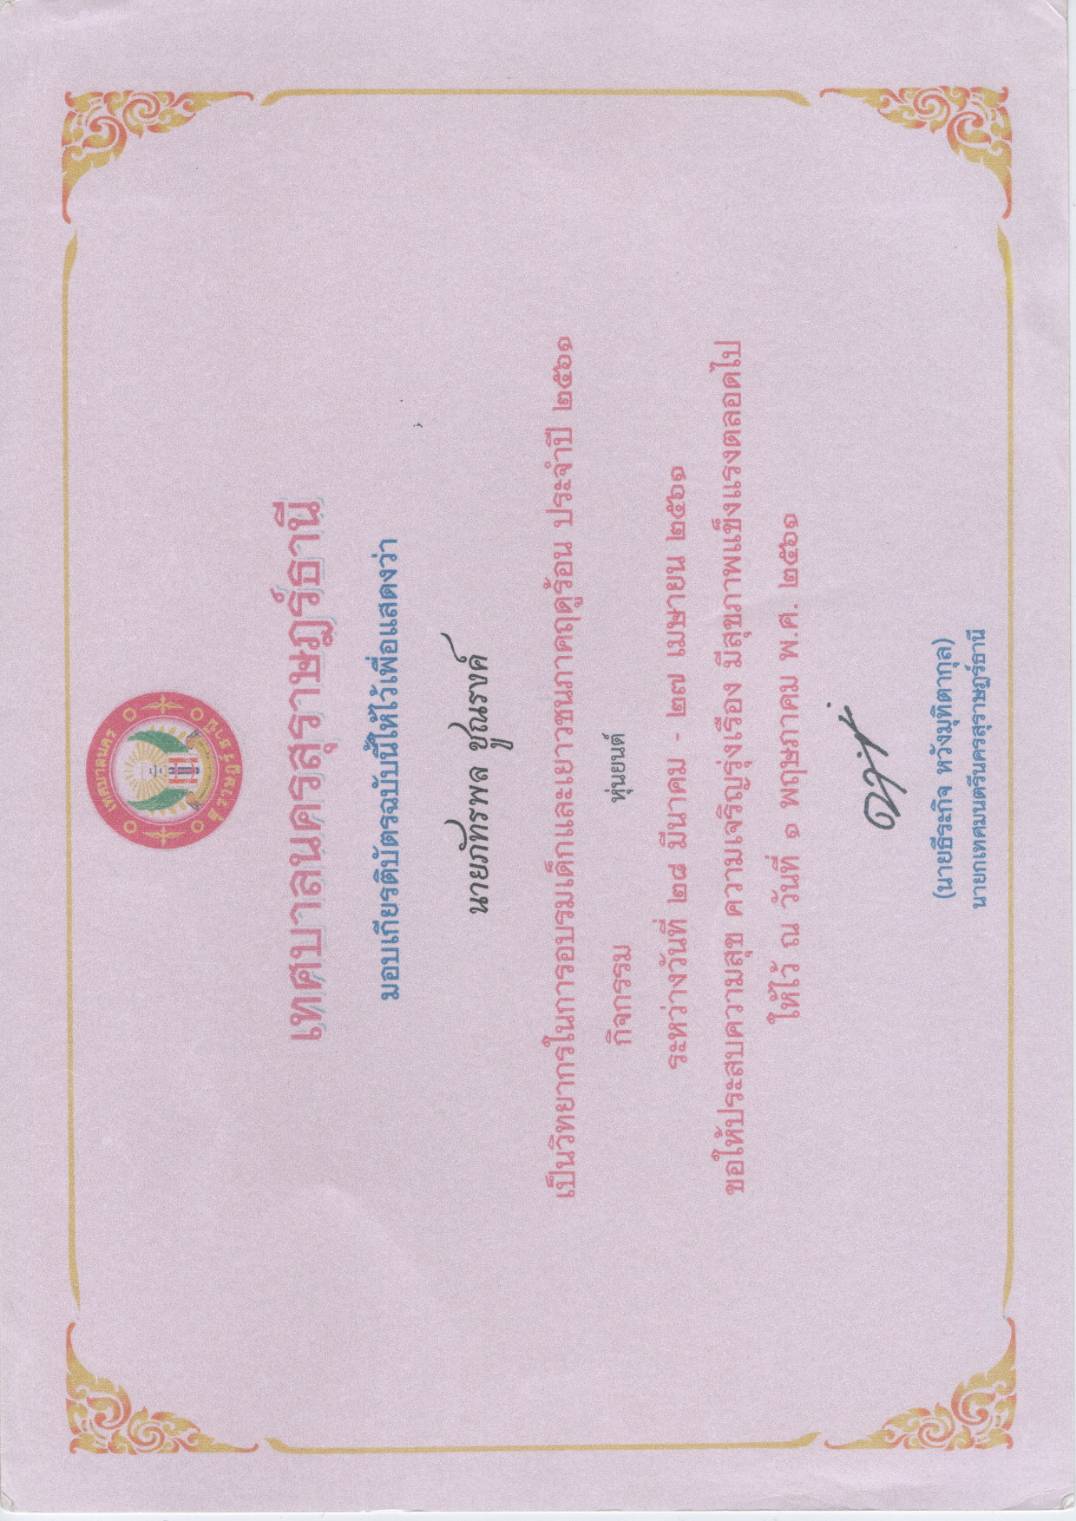 เทศบาลนคร
สุราษฎร์ธานี
เทศบาลนครสุราษฎร์ธานี
มอบเกียรติบัตรฉบับนี้ให้ไว้เพื่อแสดงว่า
นายภัทรพล ชูณรงค์
เป็นวิทยากรในการอบรมเด็กและเยาวชนภาคฤดูร้อน ประจำปี ๒๕๖๑
กิจกรรม หุ่นยนต์
ระหว่างวันที่ ๒๘ มีนาคม - ๒๗ เมษายน ๒๕๖๑
ขอให้ประสบความสุข ความเจริญรุ่งเรือง มีสุขภาพแข็งแรงตลอดไป
ให้ไว้ ณ วันที่ ๑ พฤษภาคม พ.ศ. ๒๕๖๑
(นายธีระกิจ หวังมุทิตากุล)
นายกเทศมนตรีนครสุราษฎร์ธานี